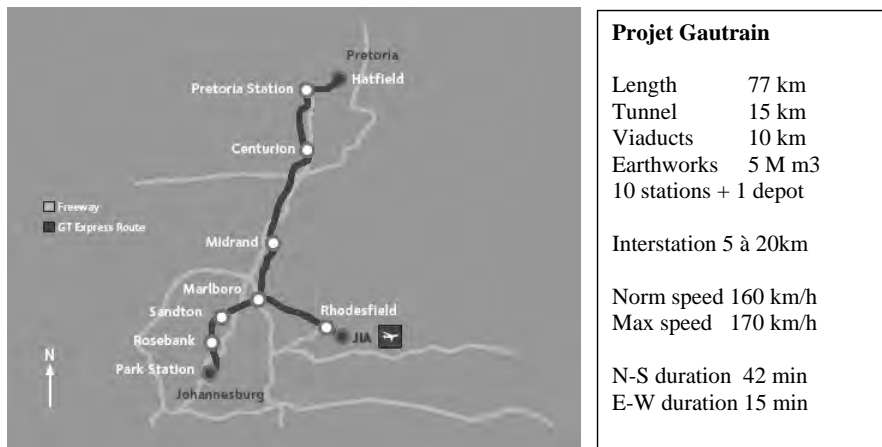 Pretoria
Hatfield
Pretoria Station
Centurion
Freeway
GT Express Route
Midrand
Marlboro
Sandton
Rhodesfield
Rosebank
JIA
N
Park Station
Johannesburg
Projet Gautrain
Length 77 km
Tunnel 15 km
Viaducts 10 km
Earthworks 5 M m3
10 stations + 1 depot
Interstation 5 à 20km
Norm speed 160 km/h
Max speed 170 km/h
N-S duration 42 min
E-W duration 15 min